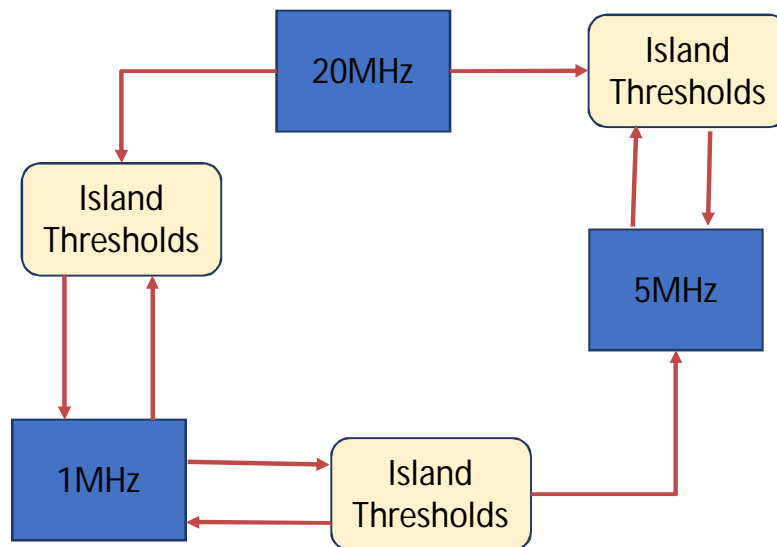 20MHz
Island
Thresholds
Island
Thresholds
5MHz
1MHz
Island
Thresholds